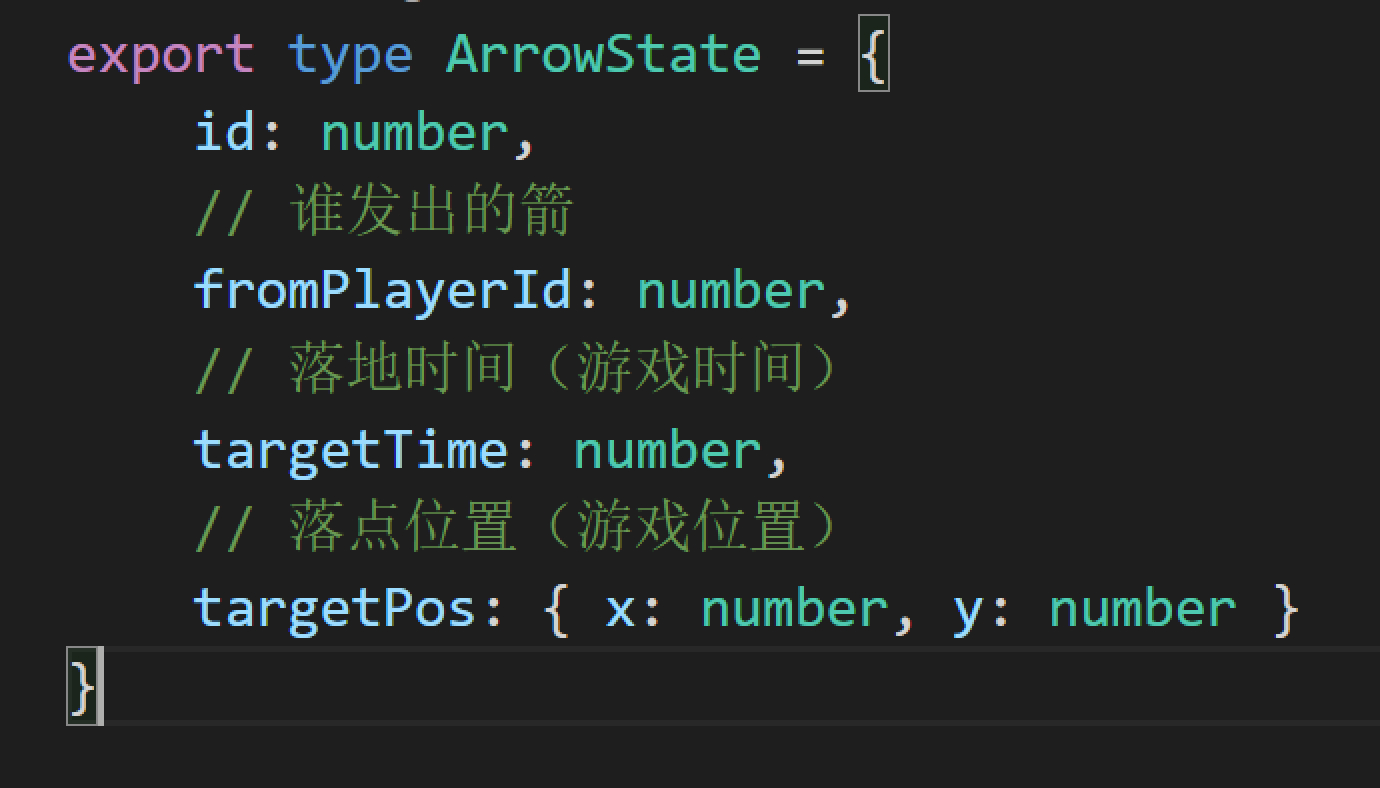 export type ArrowState = {
    id: number,
    // 谁发出的箭
    fromPlayerId: number,
    // 落地时间（游戏时间）
    targetTime: number,
    // 落点位置（游戏位置）
    targetPos: { x: number, y: number }
}